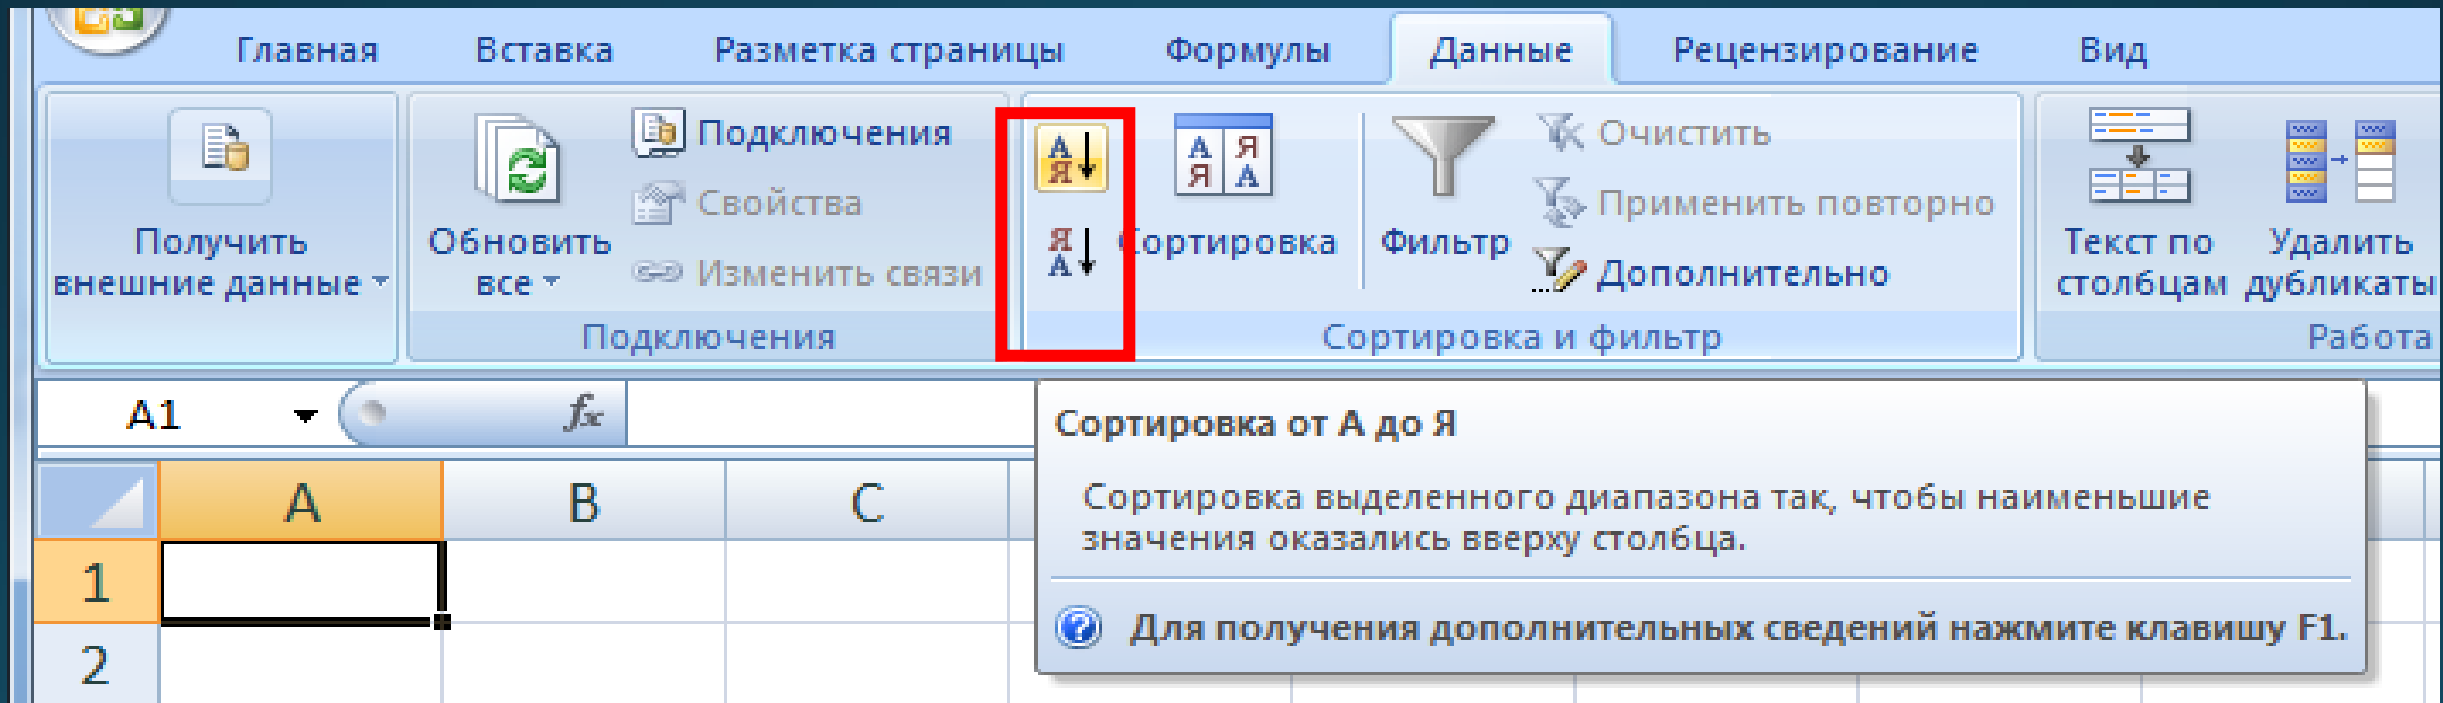 Главная Вставка Разметка страницы Формулы Данные Рецензирование Вид
Подключения
Свойства
Изменить связи
Получить
внешние данные
Обновить
все
Подключения
А
Я
Я
А
А Я
Я А
ортировка
Фильтр
Очистить
Применить повторно
Дополнительно
Сортировка и фильтр
Текст по
столбцам
Удалить
дубликаты
Работа
A1
fx
Сортировка от А до Я
Сортировка выделенного диапазона так, чтобы наименьшие
значения оказались вверху столбца.
Для получения дополнительных сведений нажмите клавишу F1.
A B C
1
2